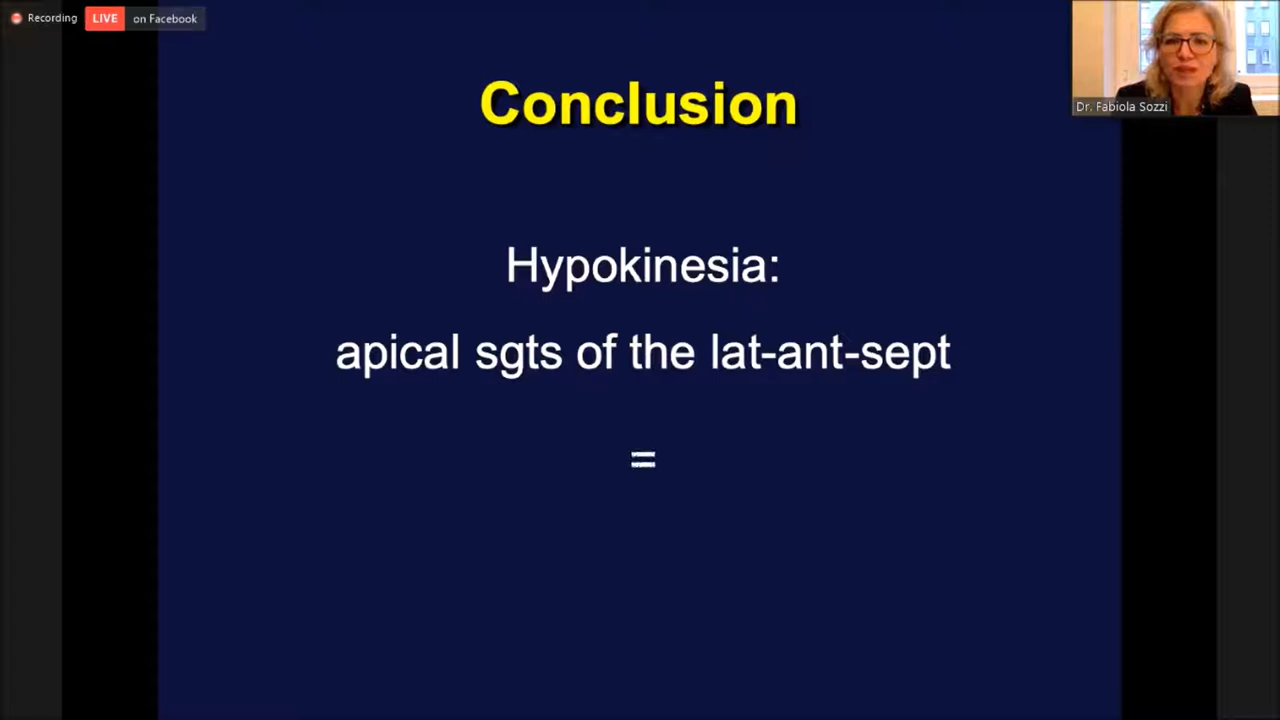 Recording LIVE on Facebook
Dr. Fabiola Sozzi
Conclusion
Hypokinesia:
apical sgts of the lat-ant-sept
=